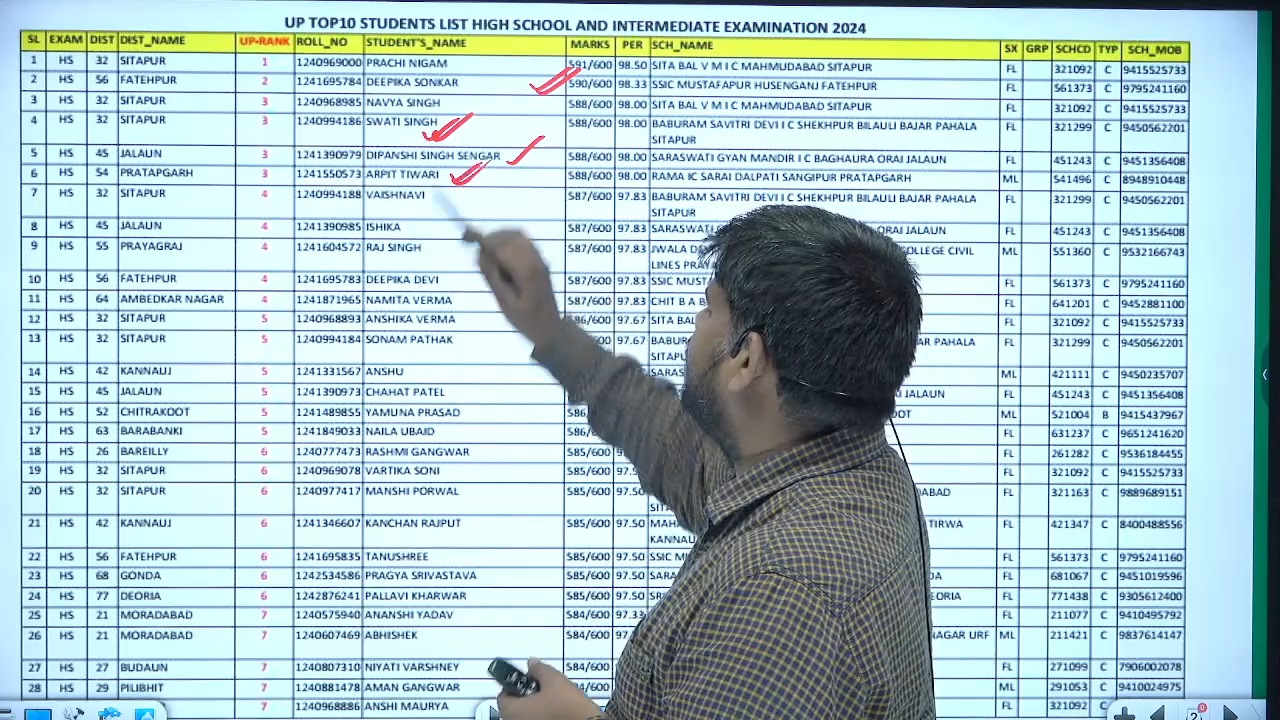 UP TOP10 STUDENTS LIST HIGH SCHOOL AND INTERMEDIATE EXAMINATION 2024
SL EXAM DIST DIST_NAME UP-RANK ROLL_NO STUDENT'S_NAME MARKS PER SCH_NAME SX GRP SCHCD TYP SCH_MOB
1 HS 32 SITAPUR 1 1240969000 PRACHI NIGAM 591/600 98.50 SITA BAL V M I C MAHMUDABAD SITAPUR FL 321092 C 9415525733
2 HS 56 FATEHPUR 2 1241695784 DEEPIKA SONKAR 590/600 98.33 SSIC MUSTAFAPUR HUSENGANJ FATEHPUR FL 561373 C 9795241160
3 HS 32 SITAPUR 3 1240968985 NAVYA SINGH 588/600 98.00 SITA BAL V M I C MAHMUDABAD SITAPUR FL 321092 C 9415525733
4 HS 32 SITAPUR 3 1240994186 SWATI SINGH 588/600 98.00 BABURAM SAVITRI DEVI I C SHEKHPUR BILAULI BAJAR PAHALA FL 321299 C 9450562201
SITAPUR
5 HS 45 JALAUN 3 1241390979 DIPANSHI SINGH SENGAR 588/600 98.00 SARASWATI GYAN MANDIR I C BAGHAURA ORAI JALAUN FL 451243 C 9451356408
6 HS 54 PRATAPGARH 3 1241550573 ARPIT TIWARI 588/600 98.00 RAMA IC SARAI DALPATI SANGIPUR PRATAPGARH ML 541496 C 8948910448
7 HS 32 SITAPUR 4 1240994188 VAISHNAVI 587/600 97.83 BABURAM SAVITRI DEVI I C SHEKHPUR BILAULI BAJAR PAHALA FL 321299 C 9450562201
SITAPUR
8 HS 45 JALAUN 4 1241390985 ISHIKA 587/600 97.83 ORAI JALAUN FL 451243 C 9451356408
9 HS 55 PRAYAGRAJ 4 1241604572 RAJ SINGH 587/600 97.83 JWALA COLLEGE CIVIL ML 551360 C 9532166743
LINES
10 HS 56 FATEHPUR 4 1241695783 DEEPIKA DEVI 587/600 97.83 SSIC FL 561373 C 9795241160
11 HS 64 AMBEDKAR NAGAR 4 1241871965 NAMITA VERMA 587/600 97.83 CHIT B A FL 641201 C 9452881100
12 HS 32 SITAPUR 5 1240968893 ANSHIKA VERMA 97.67 SITA BAL FL 321092 C 9415525733
13 HS 32 SITAPUR 5 1240994184 SONAM PATHAK 97.67 PAHALA FL 321299 C 9450562201
14 HS 42 KANNAUJ 5 1241331567 ANSHU ML 421111 C 9450235707
15 HS 45 JALAUN 5 1241390973 CHAHAT PATEL JALAUN FL 451243 C 9451356408
16 HS 52 CHITRAKOOT 5 1241489855 YAMUNA PRASAD ML 521004 B 9415437967
17 HS 63 BARABANKI 5 1241849033 NAILA UBAID FL 631237 C 9651241620
18 HS 26 BAREILLY 6 1240777473 RASHMI GANGWAR 585/600 FL 261282 C 9536184455
19 HS 32 SITAPUR 6 1240969078 VARTIKA SONI 585/600 FL 321092 C 9415525733
20 HS 32 SITAPUR 6 1240977417 MANSHI PORWAL 585/600 97.50 FL 321163 C 9889689151
21 HS 42 KANNAUJ 6 1241346607 KANCHAN RAJPUT 585/600 97.50 TIRWA FL 421347 C 8400488556
22 HS 56 FATEHPUR 6 1241695835 TANUSHREE 585/600 97.50 SSIC FL 561373 C 9795241160
23 HS 68 GONDA 6 1242534586 PRAGYA SRIVASTAVA 585/600 97.50 FL 681067 C 9451019596
24 HS 77 DEORIA 6 1242876241 PALLAVI KHARWAR 585/600 97.50 FL 771438 C 9305612400
25 HS 21 MORADABAD 7 1240575940 ANANSHI YADAV 584/600 97.33 FL 211077 C 9410495792
26 HS 21 MORADABAD 7 1240607469 ABHISHEK 584/600 NAGAR URF ML 211421 C 9837614147
27 HS 27 BUDAUN 7 1240807310 NIYATI VARSHNEY 584/600 FL 271099 C 7906002078
28 HS 29 PILIBHIT 7 1240881478 AMAN GANGWAR ML 291053 C 9410024975
HS 32 SITAPUR 7 1240968886 ANSHI MAURYA FL 321092 C